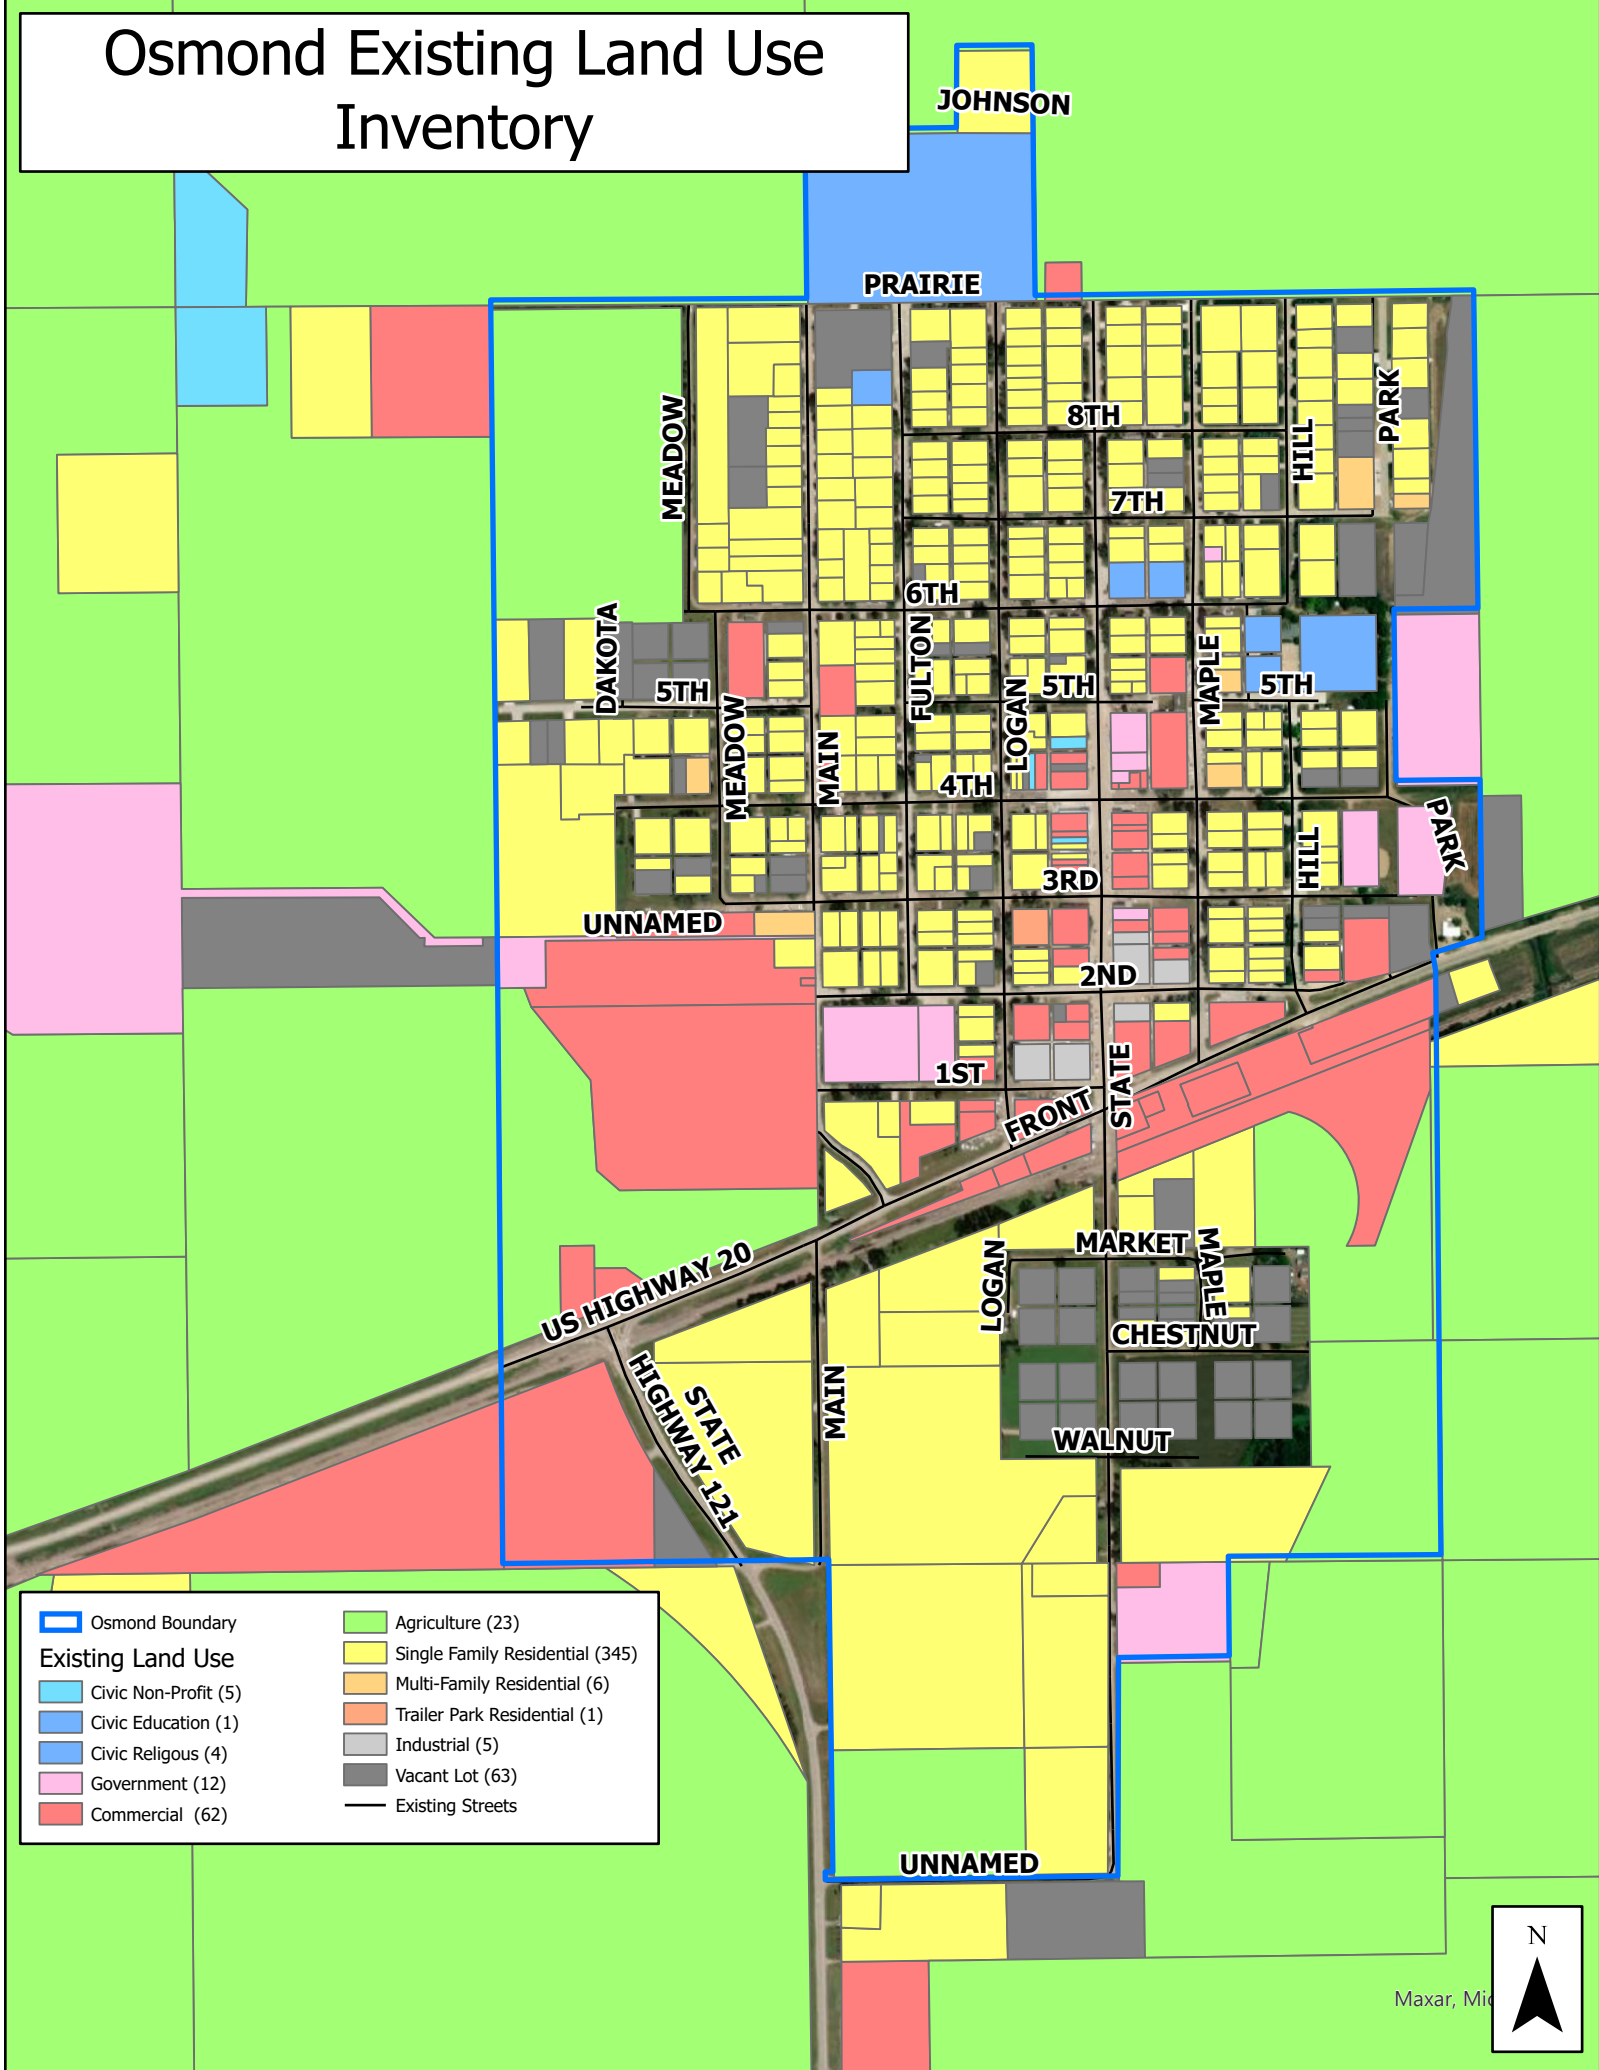 Osmond Existing Land Use
Inventory
JOHNSON
PRAIRIE
MEADOW
8TH
HILL
PARK
7TH
6TH
DAKOTA
FULTON
MAPLE
5TH
LOGAN
5TH
5TH
MEADOW
MAIN
4TH
PARK
HILL
3RD
UNNAMED
2ND
1ST
STATE
FRONT
MARKET
MAPLE
LOGAN
US HIGHWAY 20
CHESTNUT
STATE
HIGHWAY 121
MAIN
WALNUT
Osmond Boundary
Existing Land Use
Civic Non-Profit (5)
Civic Education (1)
Civic Religous (4)
Government (12)
Commercial (62)
Agriculture (23)
Single Family Residential (345)
Multi-Family Residential (6)
Trailer Park Residential (1)
Industrial (5)
Vacant Lot (63)
Existing Streets
UNNAMED
N
Maxar,